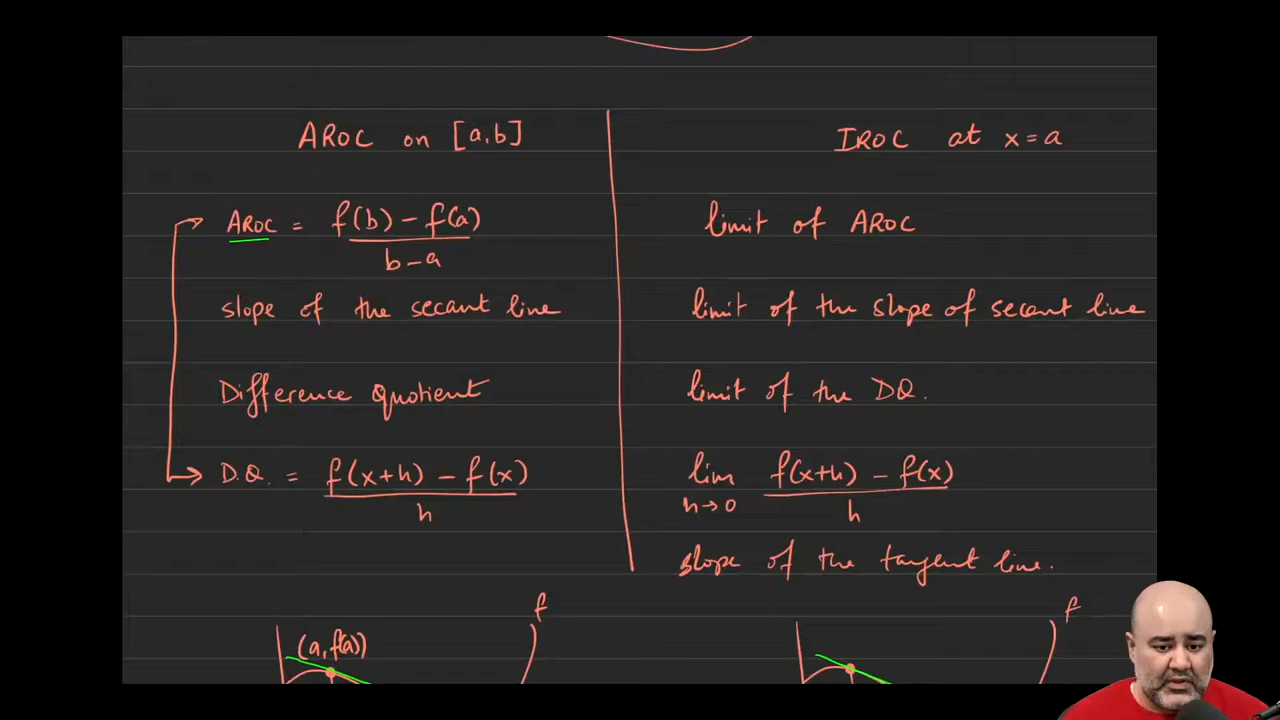 AROC on [a,b]
AROC = f(b) - f(a)
b - a
slope of the secant line
Difference Quotient
D.Q. = f(x+h) - f(x)
h
(a, f(a))
f
IROC at x = a
limit of AROC
limit of the slope of secant line
limit of the DQ.
lim f(x+h) - f(x)
h→0 h
slope of the tangent line.
f